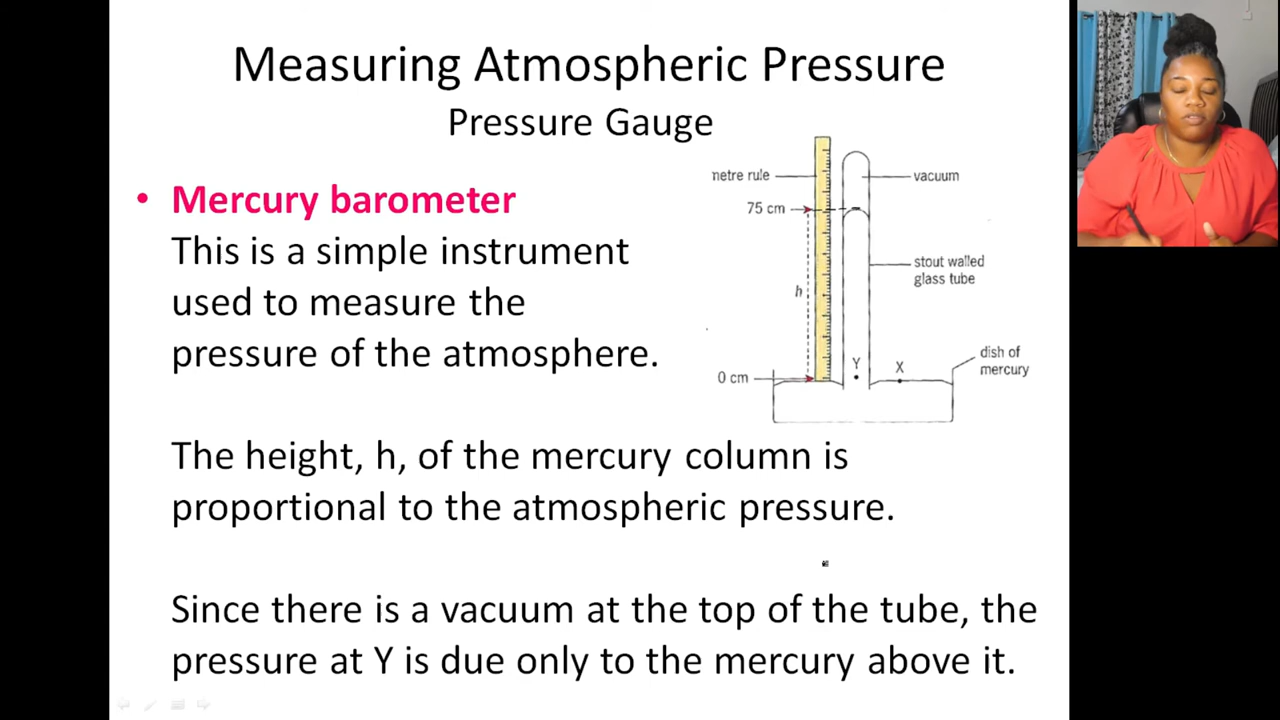 Measuring Atmospheric Pressure
Pressure Gauge
• Mercury barometer
This is a simple instrument
used to measure the
pressure of the atmosphere.
netre rule
vacuum
75 cm
stout walled
glass tube
h
Y
X
dish of
mercury
0 cm
The height, h, of the mercury column is
proportional to the atmospheric pressure.
Since there is a vacuum at the top of the tube, the
pressure at Y is due only to the mercury above it.